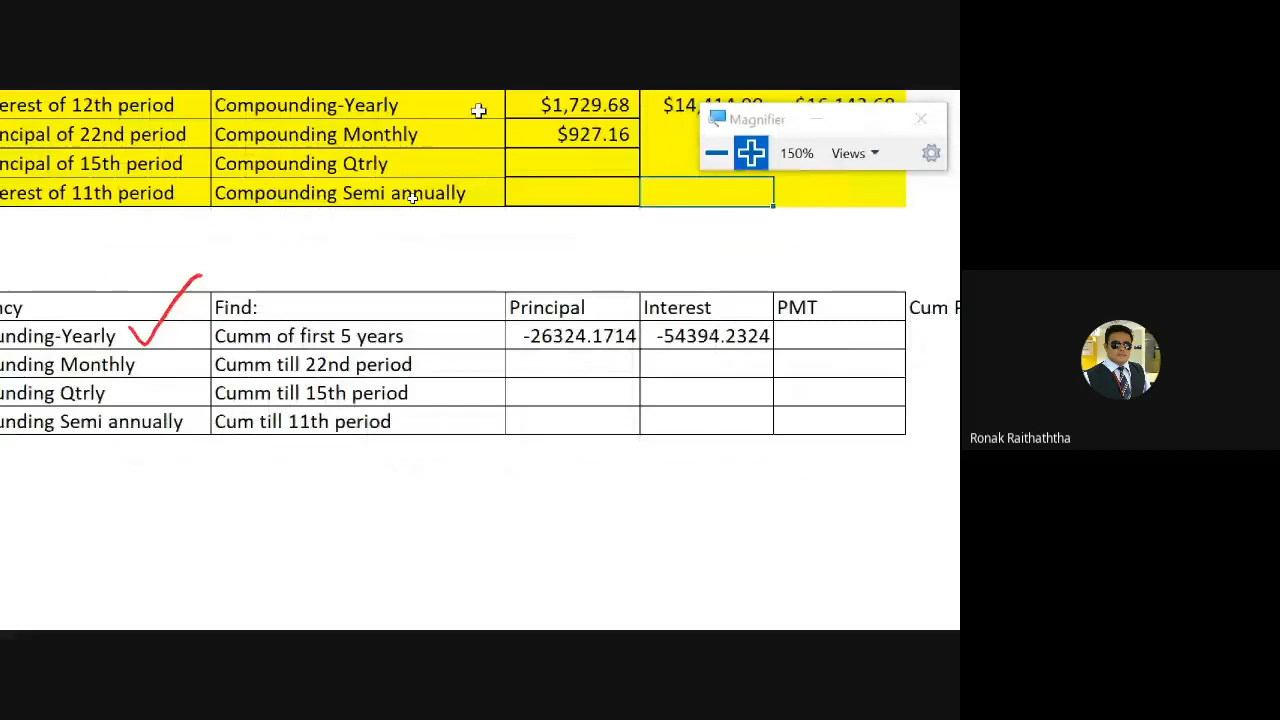 erest of 12th period Compounding-Yearly $1,729.68
ncipal of 22nd period Compounding Monthly $927.16
ncipal of 15th period Compounding Qtrly
erest of 11th period Compounding Semi annually
Magnifier
150% Views
ncy Find: Principal Interest PMT Cum
unding-Yearly Cumm of first 5 years -26324.1714 -54394.2324
unding Monthly Cumm till 22nd period
unding Qtrly Cumm till 15th period
unding Semi annually Cum till 11th period
Ronak Raithaththa